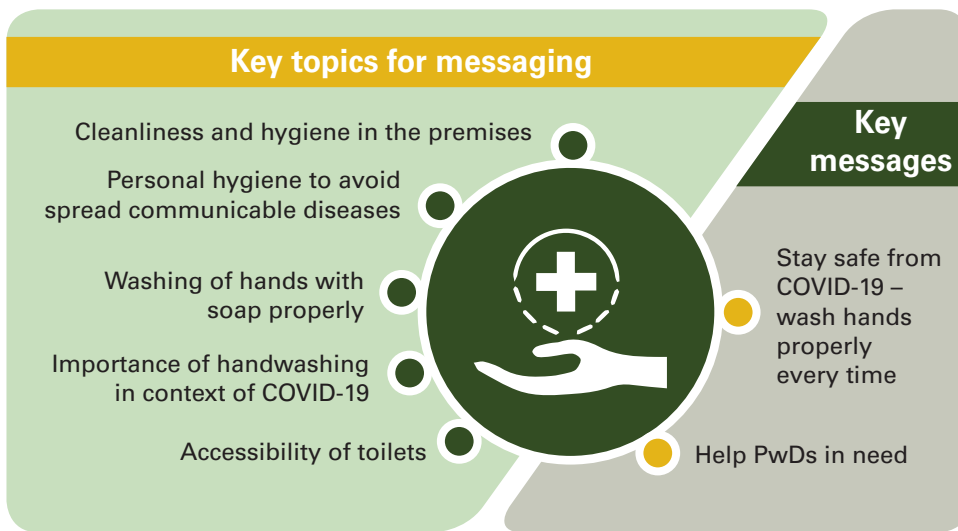 Key topics for messaging
Cleanliness and hygiene in the premises
Personal hygiene to avoid
spread communicable diseases
Washing of hands with
soap properly
Importance of handwashing
in context of COVID-19
Accessibility of toilets
Key
messages
Stay safe from
COVID-19 –
wash hands
properly
every time
Help PwDs in need